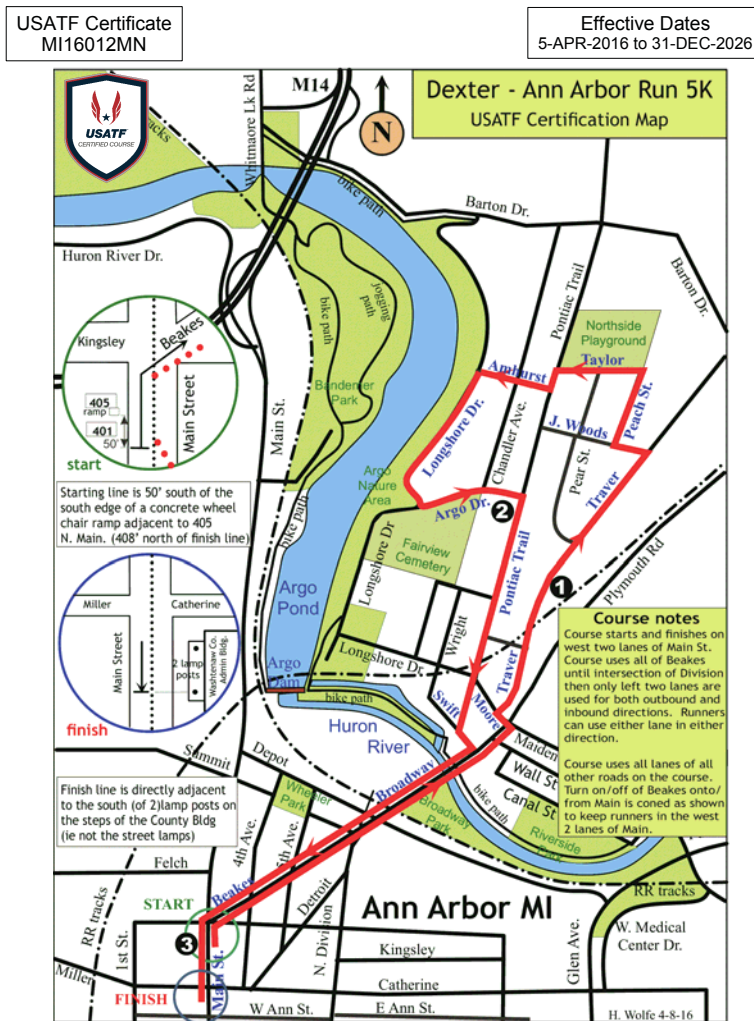 USATF Certificate
MI16012MN
Effective Dates
5-APR-2016 to 31-DEC-2026
Dexter - Ann Arbor Run 5K
USATF Certification Map
USATF
CERTIFIED COURSE
tracks
Whitmaore Lk Rd
M14
N
bike path
Barton Dr.
Huron River Dr.
Barton Dr.
Pontiac Trail
jogging
path
bike path
Northside
Playground
Kingsley
Beakes
405
ramp
401
50'
Main Street
start
Taylor
Amhurst
Peach St.
Bandemer
Park
Main St.
Longshore Dr.
Chandler Ave.
J. Woods
Pear St.
Traver
Argo
Nature
Area
Argo Dr.
2
Starting line is 50' south of the
south edge of a concrete wheel
chair ramp adjacent to 405
N. Main. (408' north of finish line)
bike path
Longshore Dr
Fairview
Cemetery
Pontiac Trail
Plymouth Rd
1
Miller
Catherine
Main Street
2 lamp
posts
Washtenaw Co.
Admin Bldg.
finish
Argo
Pond
Argo
Dam
Wright
Longshore Dr.
Traver
bike path
Swift
Moore
Huron
River
Course notes
Course starts and finishes on
west two lanes of Main St.
Course uses all of Beakes
until intersection of Division
then only left two lanes are
used for both outbound and
inbound directions. Runners
can use either lane in either
direction.
Course uses all lanes of all
other roads on the course.
Turn on/off of Beakes onto/
from Main is coned as shown
to keep runners in the west
2 lanes of Main.
Maiden
Wall St
Canal St
bike path
Summit
Depot
Broadway
Wheeler
Park
Broadway
Park
Riverside
Park
Finish line is directly adjacent
to the south (of 2)lamp posts on
the steps of the County Bldg
(ie not the street lamps)
Felch
4th Ave.
5th Ave.
Beakes
Detroit
RR tracks
START
Ann Arbor MI
N. Division
W. Medical
Center Dr.
Glen Ave.
RR tracks
1st St.
3
Kingsley
Miller
Main St.
Catherine
FINISH
W Ann St.
E Ann St.
H. Wolfe 4-8-16